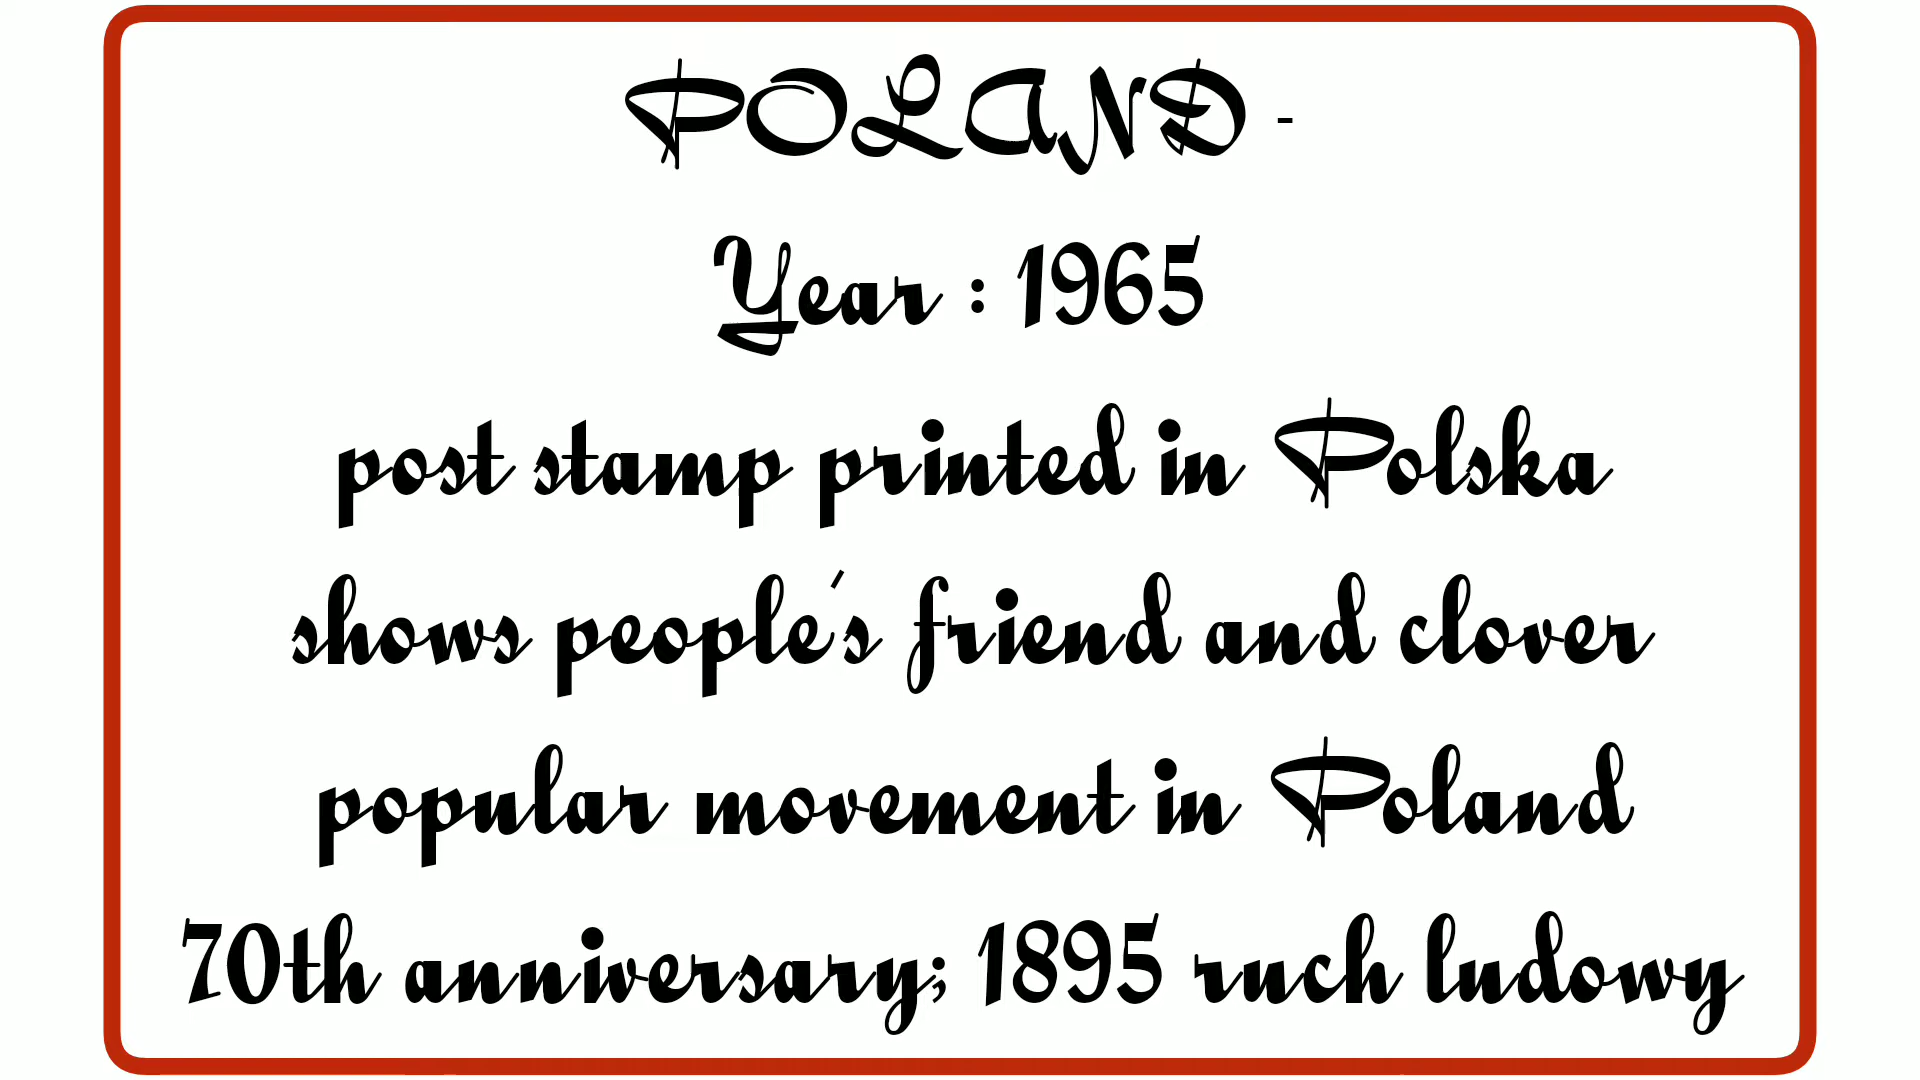 POLAND -
Year : 1965
post stamp printed in Polska
shows people's friend and clover
popular movement in Poland
70th anniversary; 1895 ruch ludowy